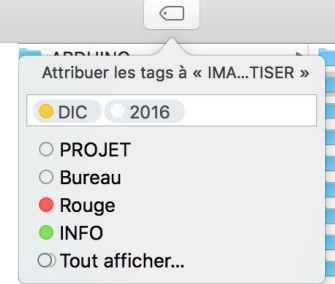 ARDUINO
Attribuer les tags à « IMA...TISER »
DIC 2016
PROJET
Bureau
Rouge
INFO
Tout afficher...